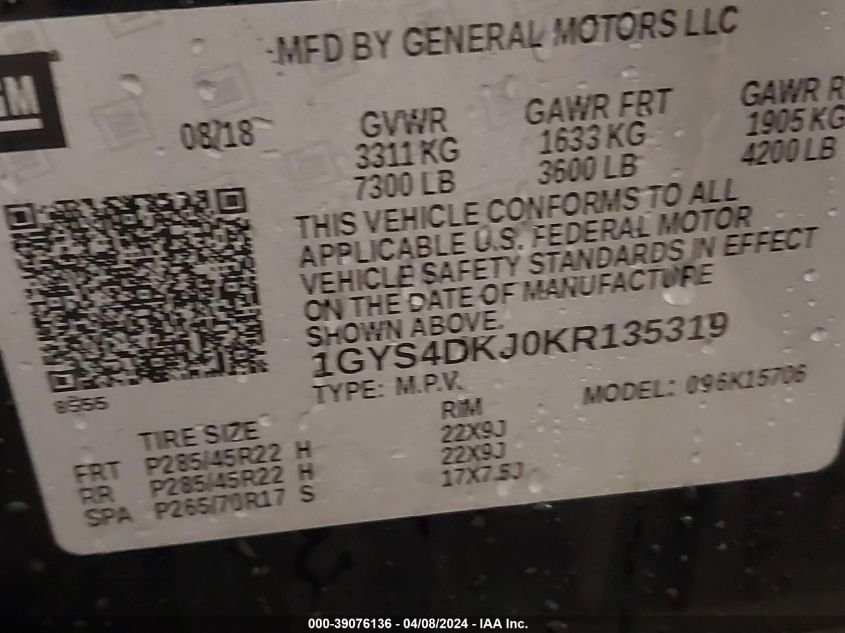 MFD BY GENERAL MOTORS LLC
GM
08/18 GVWR GAWR FRT GAWR R
3311 KG 1633 KG 1905 KG
7300 LB 3600 LB 4200 LB
THIS VEHICLE CONFORMS TO ALL
APPLICABLE U.S. FEDERAL MOTOR
VEHICLE SAFETY STANDARDS IN EFFECT
ON THE DATE OF MANUFACTURE
SHOWN ABOVE.
1GYS4DKJ0KR135319
TYPE: M.P.V. MODEL: 096K15706
TIRE SIZE RIM
FRT P285/45R22 H 22X9J
RR P285/45R22 H 22X9J
SPA P265/70R17 S 17X7.5J
000-39076136 - 04/08/2024 - IAA Inc.